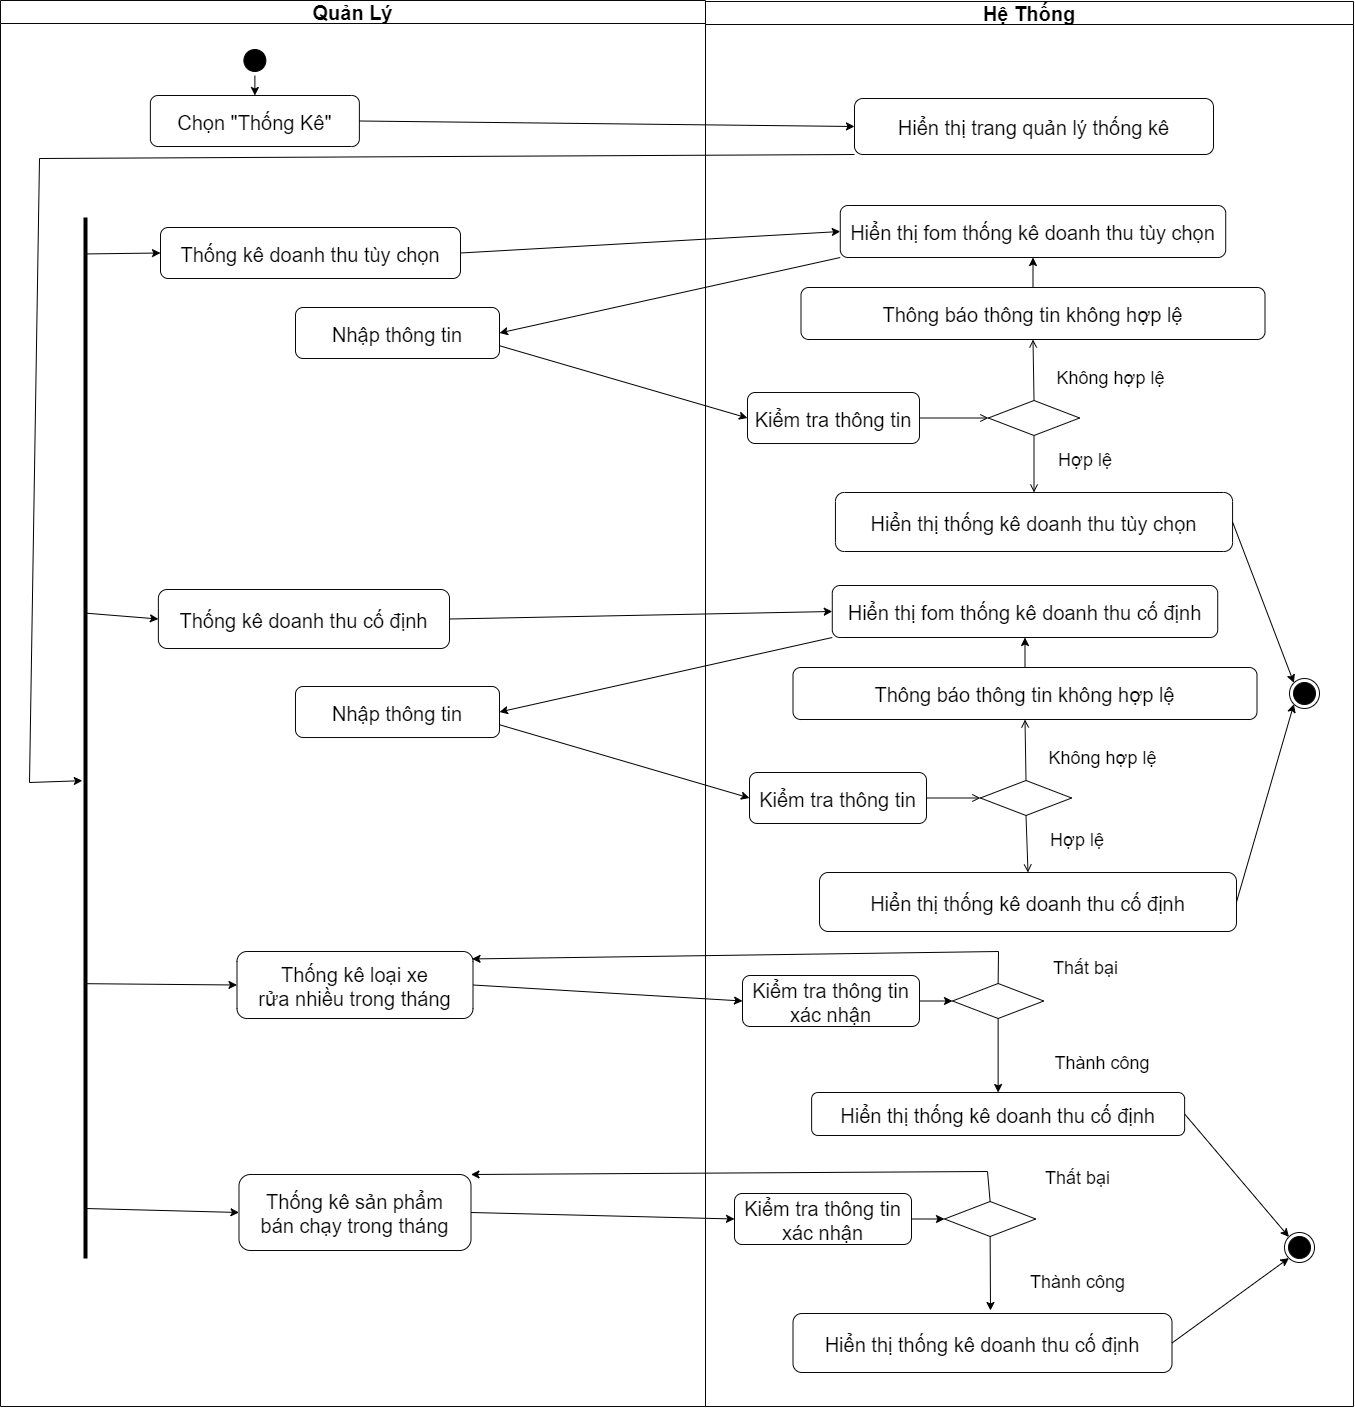 Quản Lý
Hệ Thống
Chọn "Thống Kê"
Hiển thị trang quản lý thống kê
Thống kê doanh thu tùy chọn
Hiển thị fom thống kê doanh thu tùy chọn
Nhập thông tin
Thông báo thông tin không hợp lệ
Không hợp lệ
Kiểm tra thông tin
Hợp lệ
Hiển thị thống kê doanh thu tùy chọn
Thống kê doanh thu cố định
Hiển thị fom thống kê doanh thu cố định
Nhập thông tin
Thông báo thông tin không hợp lệ
Không hợp lệ
Kiểm tra thông tin
Hợp lệ
Hiển thị thống kê doanh thu cố định
Thống kê loại xe
rửa nhiều trong tháng
Kiểm tra thông tin
xác nhận
Thất bại
Thành công
Hiển thị thống kê doanh thu cố định
Thống kê sản phẩm
bán chạy trong tháng
Kiểm tra thông tin
xác nhận
Thất bại
Thành công
Hiển thị thống kê doanh thu cố định